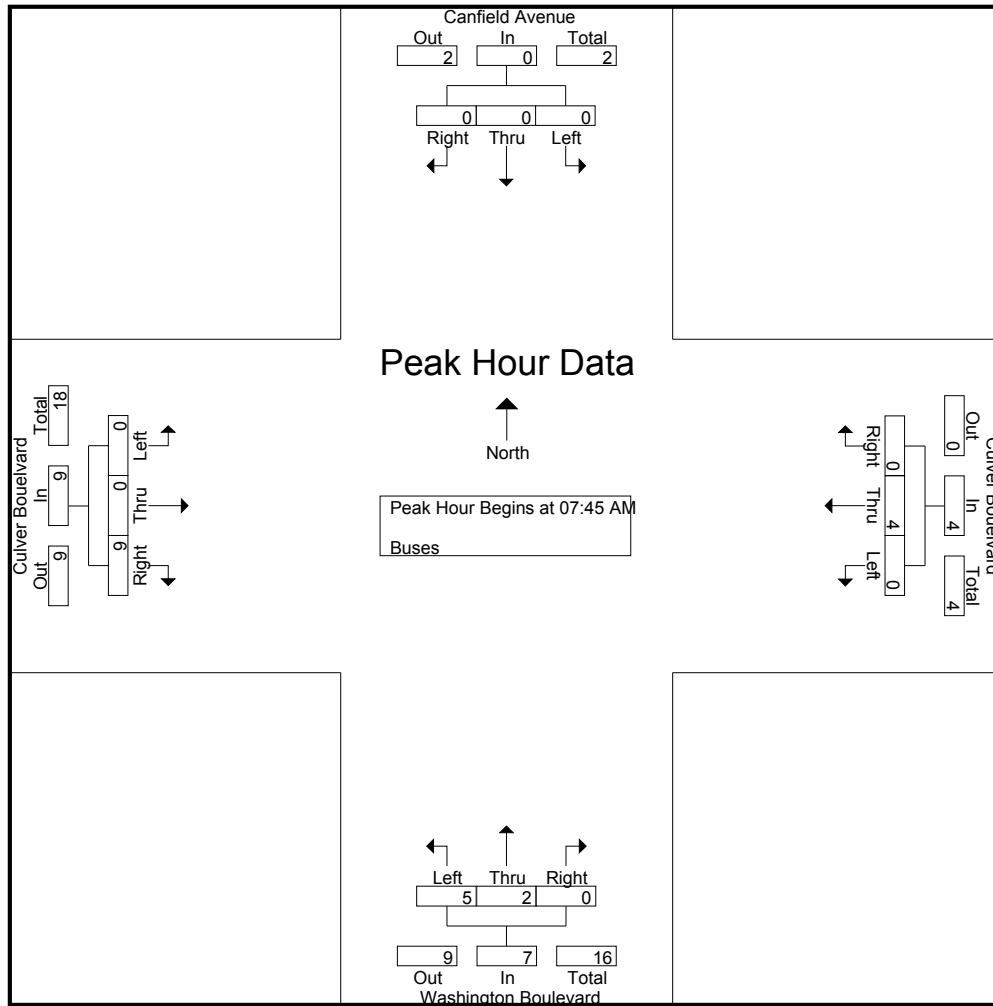 Canfield Avenue
Out In Total
2 0 2
0 0 0
Right Thru Left
Peak Hour Data
North
Peak Hour Begins at 07:45 AM
Buses
Culver Bouelvard
Out In Total
9 9 18
Left Thru Right
0 0 9
Culver Bouelvard
Out In Total
0 4 4
Right Thru Left
0 4 0
Left Thru Right
5 2 0
9 7 16
Out In Total
Washington Boulevard